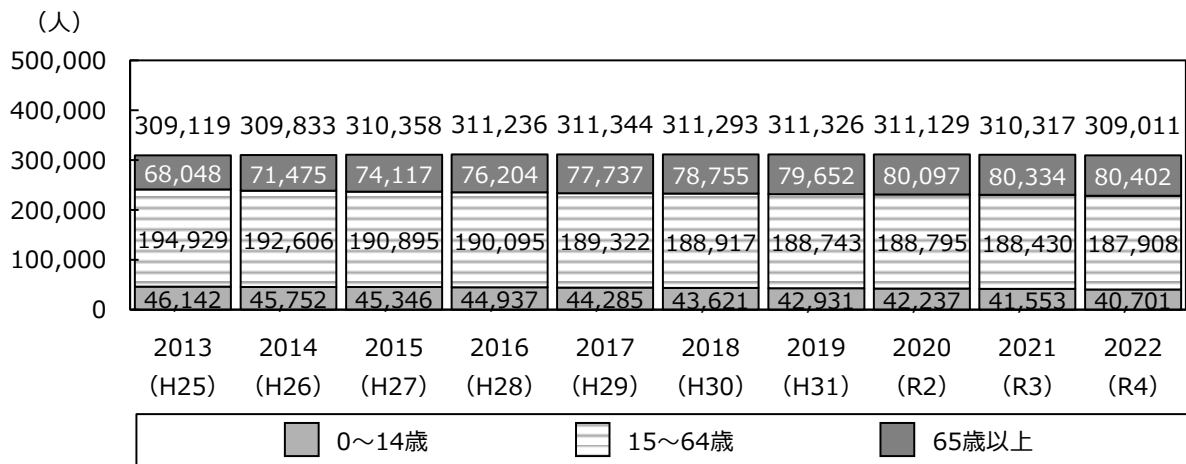 （人）
500,000
400,000
300,000
200,000
100,000
0
309,119 309,833 310,358 311,236 311,344 311,293 311,326 311,129 310,317 309,011
68,048 71,475 74,117 76,204 77,737 78,755 79,652 80,097 80,334 80,402
194,929 192,606 190,895 190,095 189,322 188,917 188,743 188,795 188,430 187,908
46,142 45,752 45,346 44,937 44,285 43,621 42,931 42,237 41,553 40,701
2013 2014 2015 2016 2017 2018 2019 2020 2021 2022
（H25） （H26） （H27） （H28） （H29） （H30） （H31） （R2） （R3） （R4）
0～14歳 15～64歳 65歳以上